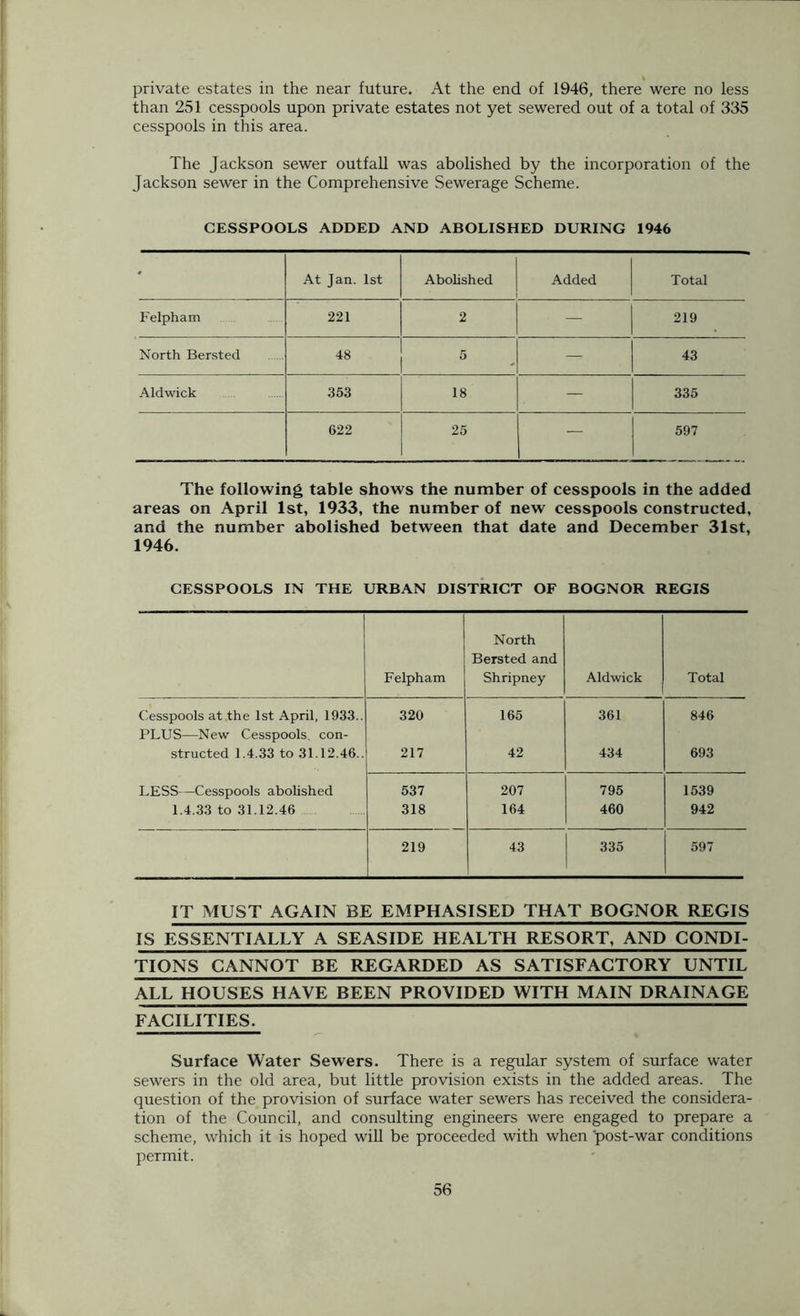 private estates in the near future. At the end of 1946, there were no less
than 251 cesspools upon private estates not yet sewered out of a total of 335
cesspools in this area.
The Jackson sewer outfall was abolished by the incorporation of the
Jackson sewer in the Comprehensive Sewerage Scheme.
CESSPOOLS ADDED AND ABOLISHED DURING 1946
At Jan. 1st Abolished Added Total
Felpham 221 2 — 219
North Bersted 48 5 — 43
Aldwick 353 18 — 335
622 25 — 597
The following table shows the number of cesspools in the added
areas on April 1st, 1933, the number of new cesspools constructed,
and the number abolished between that date and December 31st,
1946.
CESSPOOLS IN THE URBAN DISTRICT OF BOGNOR REGIS
North
Bersted and
Felpham Shripney Aldwick Total
Cesspools at the 1st April, 1933.. 320 165 361 846
PLUS—New Cesspools. con-
structed 1.4.33 to 31.12.46.. 217 42 434 693
LESS—Cesspools abolished 537 207 795 1539
1.4.33 to 31.12.46 318 164 460 942
219 43 335 597
IT MUST AGAIN BE EMPHASISED THAT BOGNOR REGIS
IS ESSENTIALLY A SEASIDE HEALTH RESORT, AND CONDI-
TIONS CANNOT BE REGARDED AS SATISFACTORY UNTIL
ALL HOUSES HAVE BEEN PROVIDED WITH MAIN DRAINAGE
FACILITIES.
Surface Water Sewers. There is a regular system of surface water
sewers in the old area, but little provision exists in the added areas. The
question of the provision of surface water sewers has received the considera-
tion of the Council, and consulting engineers were engaged to prepare a
scheme, which it is hoped will be proceeded with when post-war conditions
permit.
56